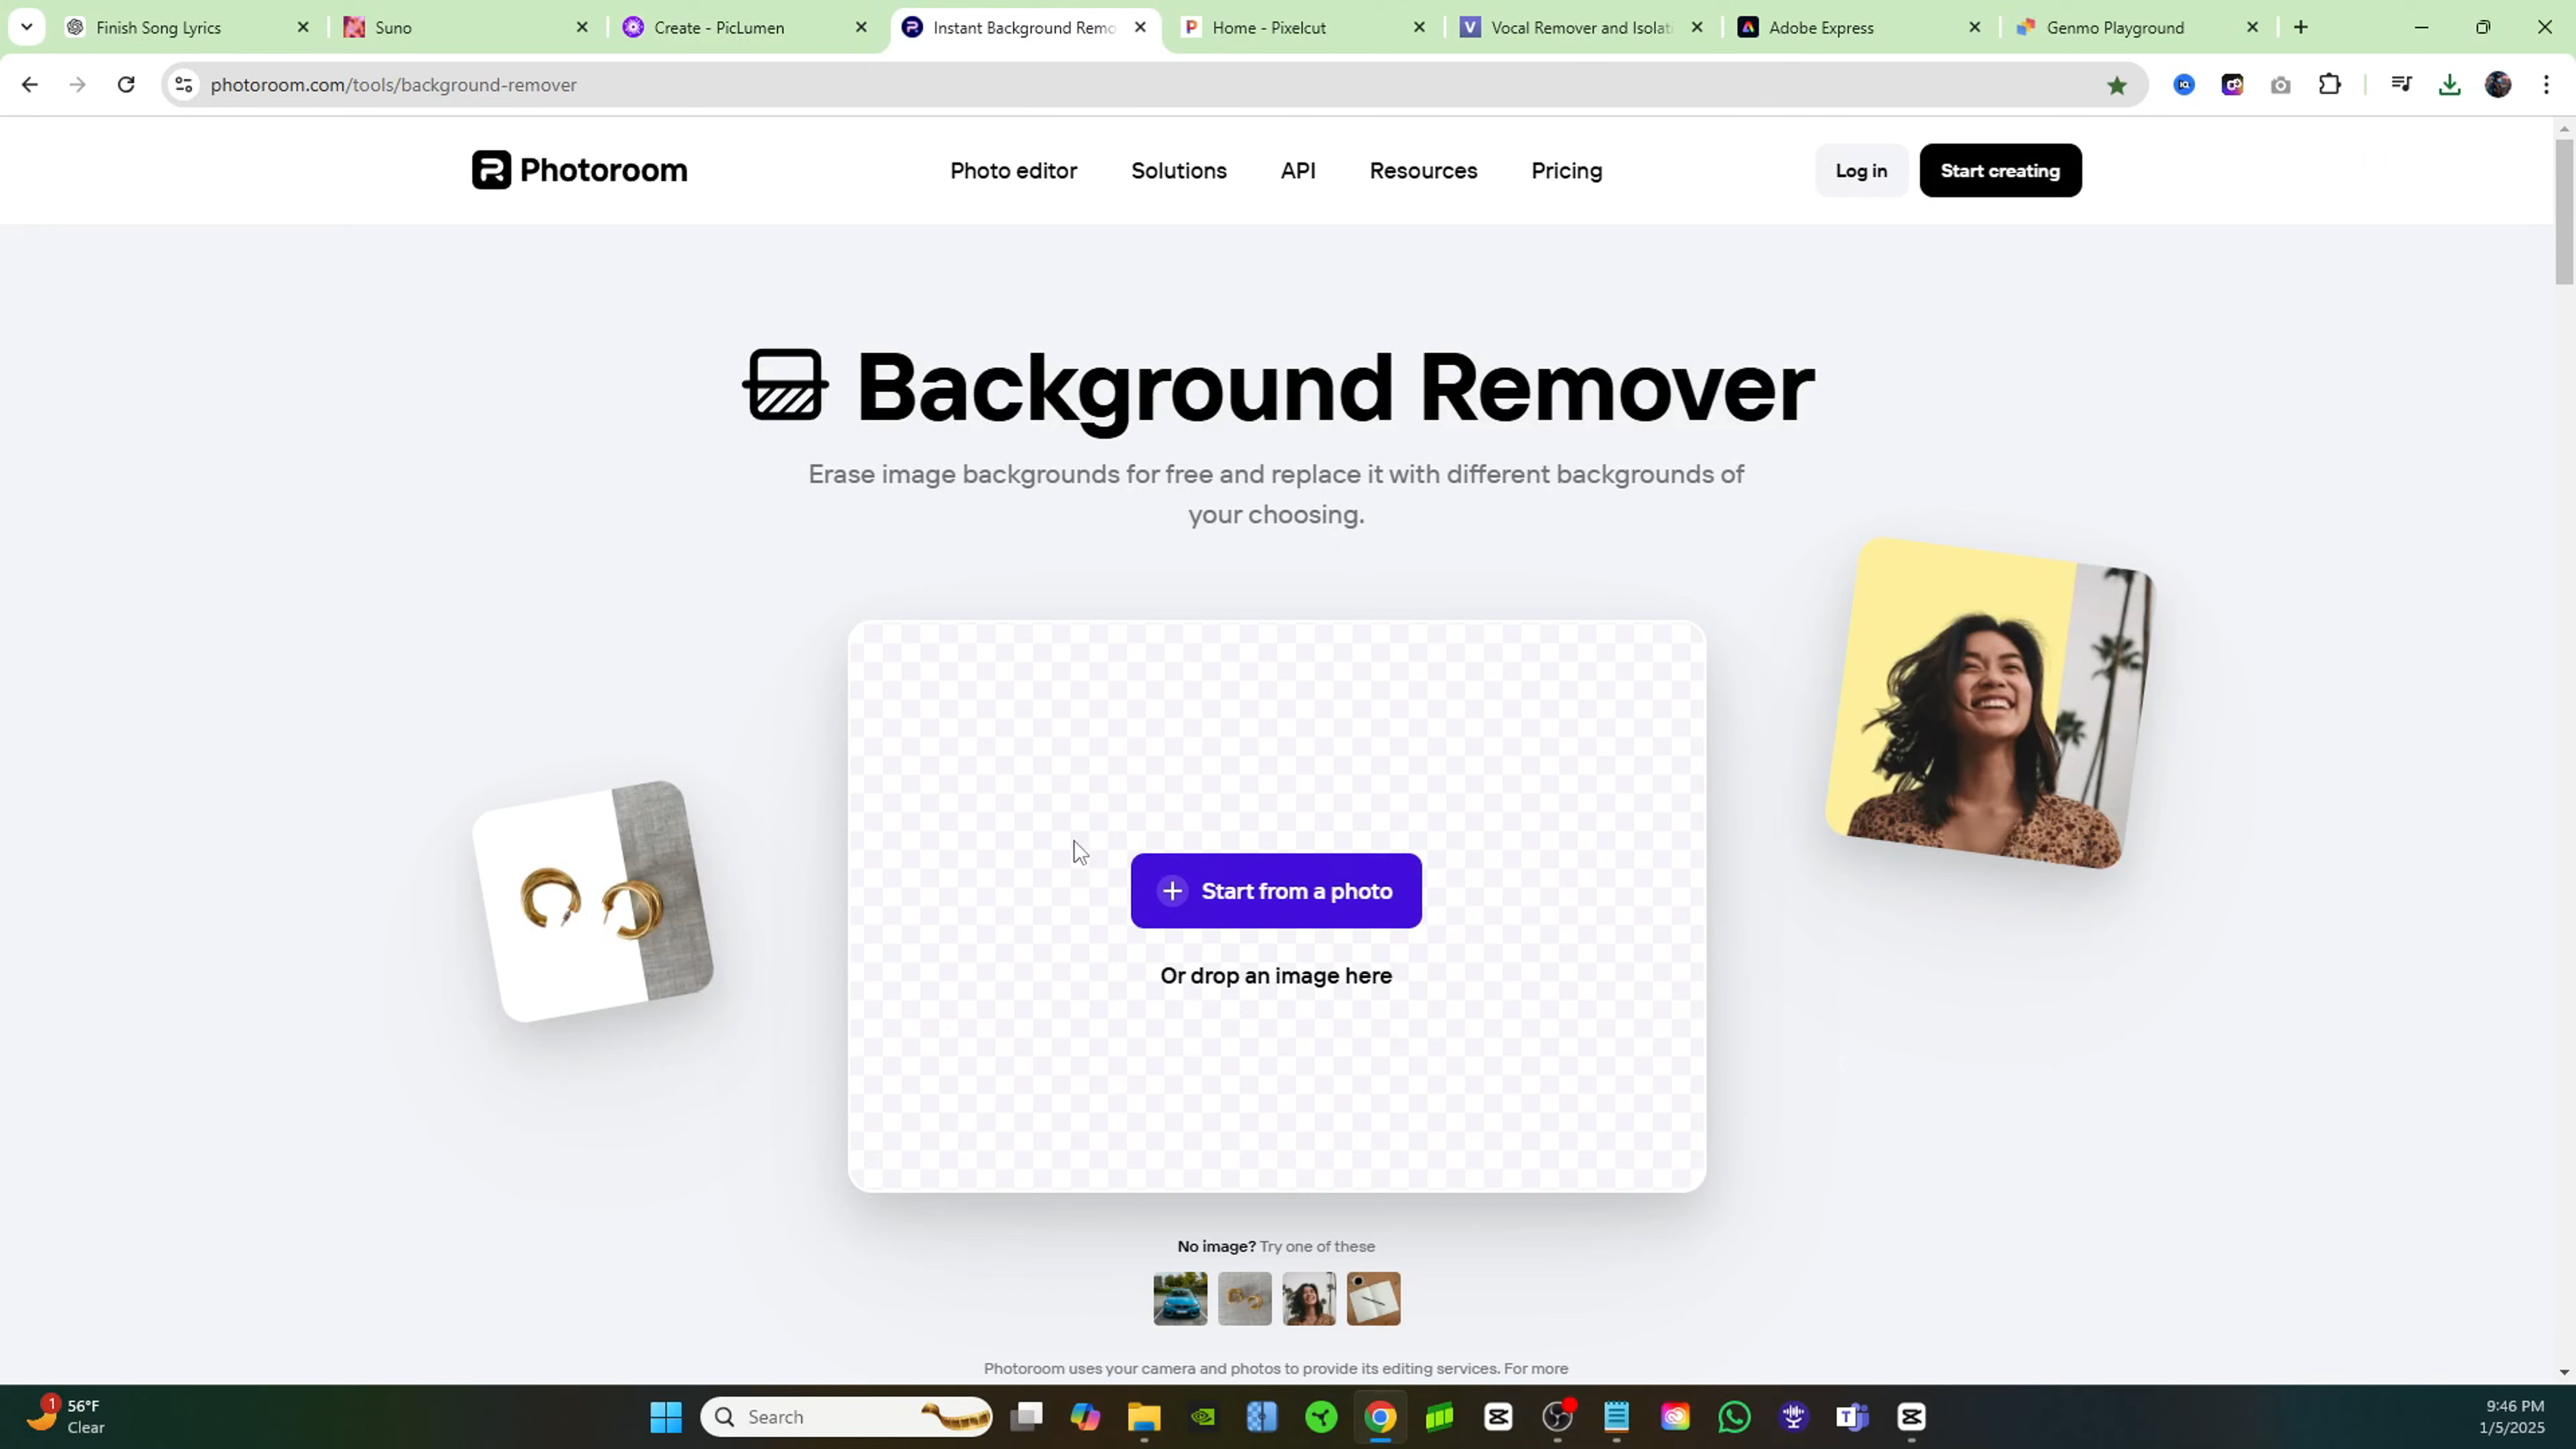 Finish Song Lyrics
Suno
Create - PicLumen
Instant Background Remo
Home - Pixelcut
Vocal Remover and Isolati
Adobe Express
Genmo Playground
photoroom.com/tools/background-remover
Photoroom
Photo editor
Solutions
API
Resources
Pricing
Log in
Start creating
Background Remover
Erase image backgrounds for free and replace it with different backgrounds of
your choosing.
Start from a photo
Or drop an image here
No image? Try one of these
Photoroom uses your camera and photos to provide its editing services. For more
1
56°F
Clear
Search
9:46 PM
1/5/2025